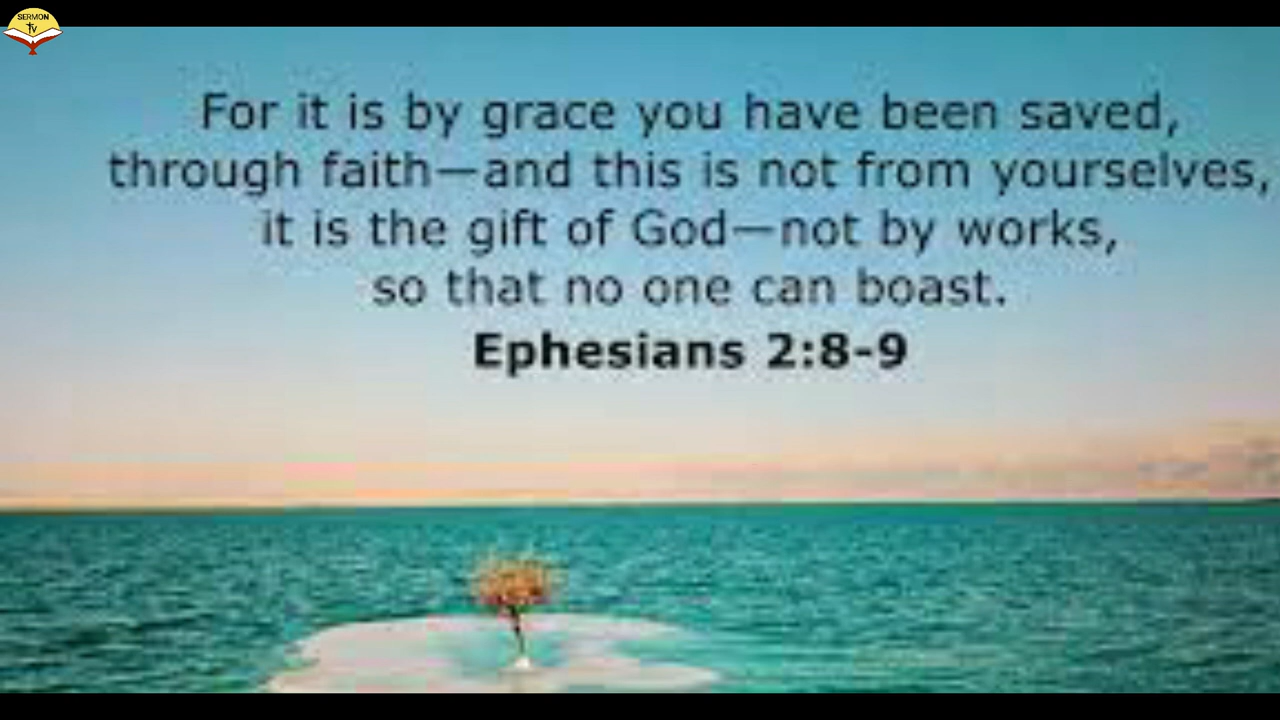 SERMON
TV
For it is by grace you have been saved,
through faith—and this is not from yourselves,
it is the gift of God—not by works,
so that no one can boast.
Ephesians 2:8-9